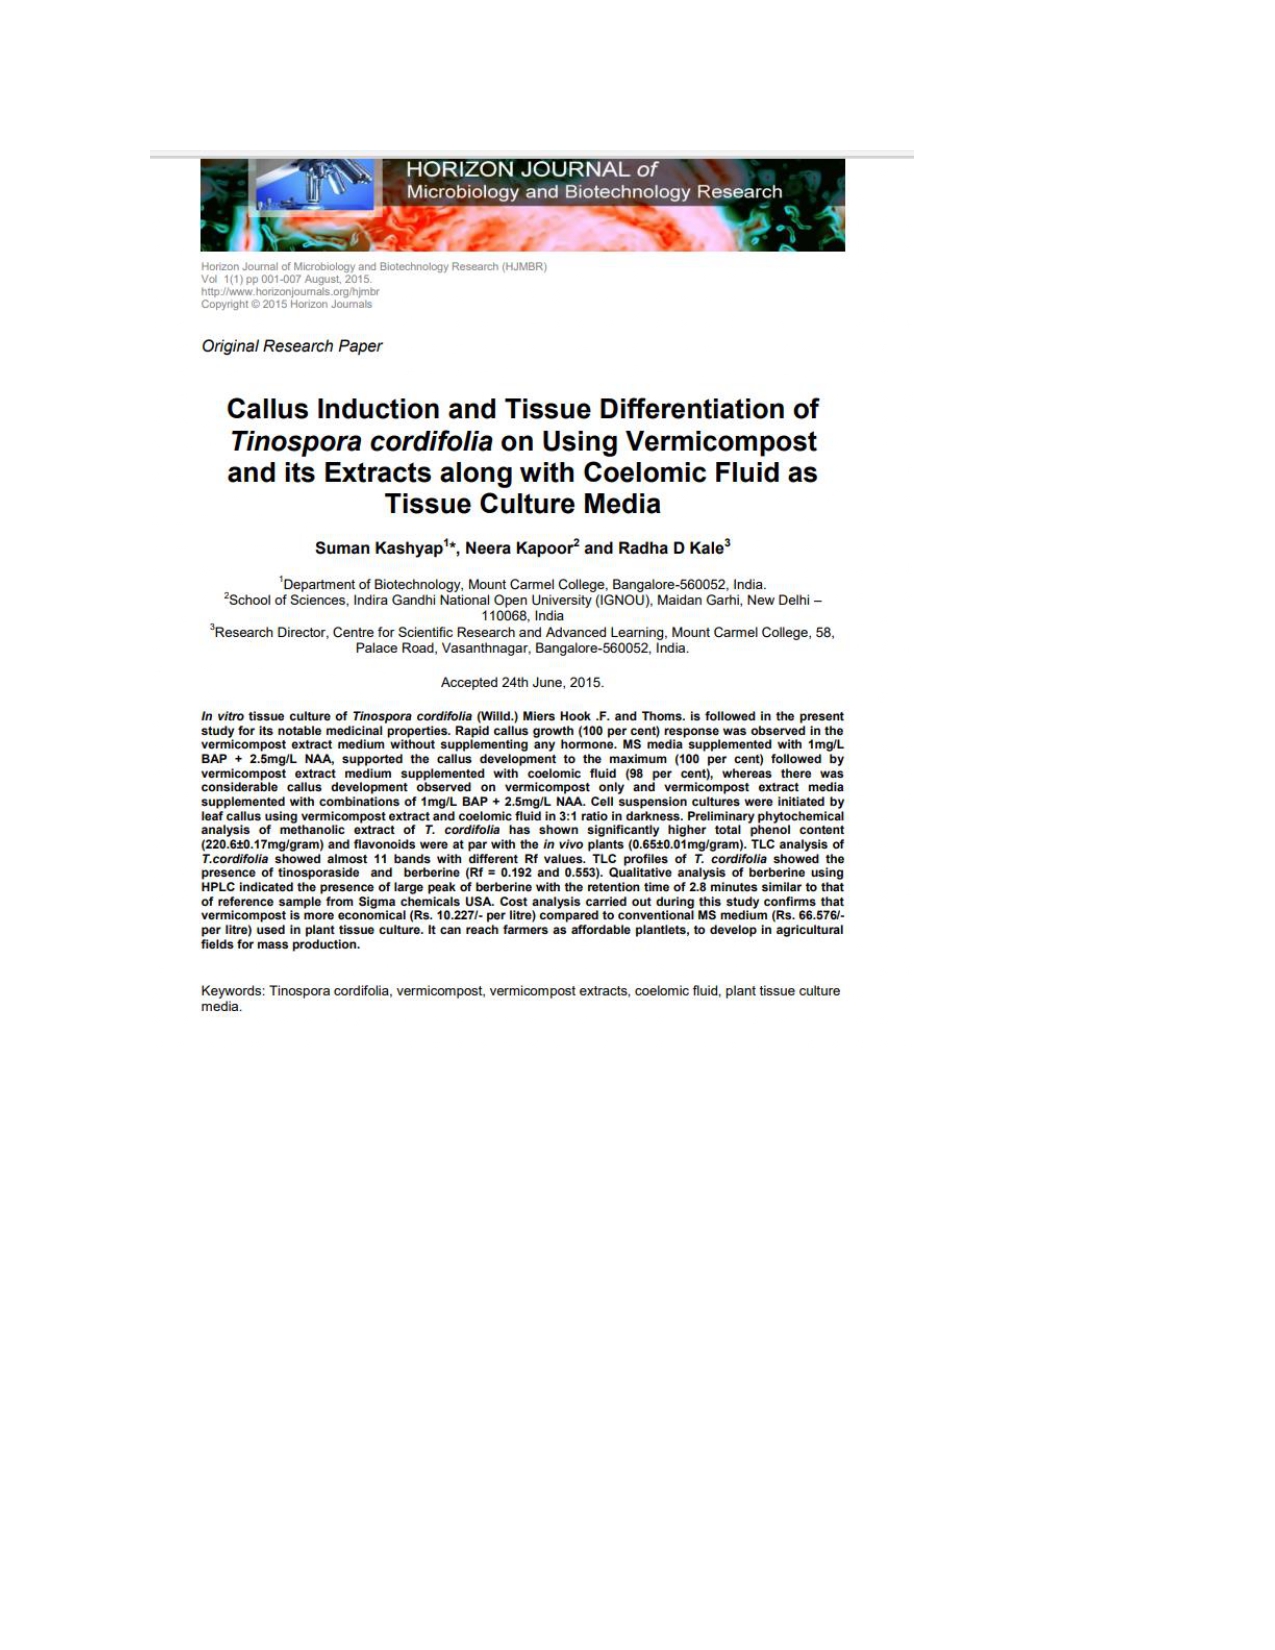 HORIZON JOURNAL of
Microbiology and Biotechnology Research
Horizon Journal of Microbiology and Biotechnology Research (HJMBR)
Vol 1(1) pp 001-007 August, 2015.
http://www.horizonjournals.org/hjmbr
Copyright © 2015 Horizon Journals
Original Research Paper
Callus Induction and Tissue Differentiation of
Tinospora cordifolia on Using Vermicompost
and its Extracts along with Coelomic Fluid as
Tissue Culture Media
Suman Kashyap1*, Neera Kapoor2 and Radha D Kale3
1Department of Biotechnology, Mount Carmel College, Bangalore-560052, India.
2School of Sciences, Indira Gandhi National Open University (IGNOU), Maidan Garhi, New Delhi –
110068, India
3Research Director, Centre for Scientific Research and Advanced Learning, Mount Carmel College, 58,
Palace Road, Vasanthnagar, Bangalore-560052, India.
Accepted 24th June, 2015.
In vitro tissue culture of Tinospora cordifolia (Willd.) Miers Hook .F. and Thoms. is followed in the present
study for its notable medicinal properties. Rapid callus growth (100 per cent) response was observed in the
vermicompost extract medium without supplementing any hormone. MS media supplemented with 1mg/L
BAP + 2.5mg/L NAA, supported the callus development to the maximum (100 per cent) followed by
vermicompost extract medium supplemented with coelomic fluid (98 per cent), whereas there was
considerable callus development observed on vermicompost only and vermicompost extract media
supplemented with combinations of 1mg/L BAP + 2.5mg/L NAA. Cell suspension cultures were initiated by
leaf callus using vermicompost extract and coelomic fluid in 3:1 ratio in darkness. Preliminary phytochemical
analysis of methanolic extract of T. cordifolia has shown significantly higher total phenol content
(220.6±0.17mg/gram) and flavonoids were at par with the in vivo plants (0.65±0.01mg/gram). TLC analysis of
T.cordifolia showed almost 11 bands with different Rf values. TLC profiles of T. cordifolia showed the
presence of tinosporaside and berberine (Rf = 0.192 and 0.553). Qualitative analysis of berberine using
HPLC indicated the presence of large peak of berberine with the retention time of 2.8 minutes similar to that
of reference sample from Sigma chemicals USA. Cost analysis carried out during this study confirms that
vermicompost is more economical (Rs. 10.227/- per litre) compared to conventional MS medium (Rs. 66.576/-
per litre) used in plant tissue culture. It can reach farmers as affordable plantlets, to develop in agricultural
fields for mass production.
Keywords: Tinospora cordifolia, vermicompost, vermicompost extracts, coelomic fluid, plant tissue culture
media.